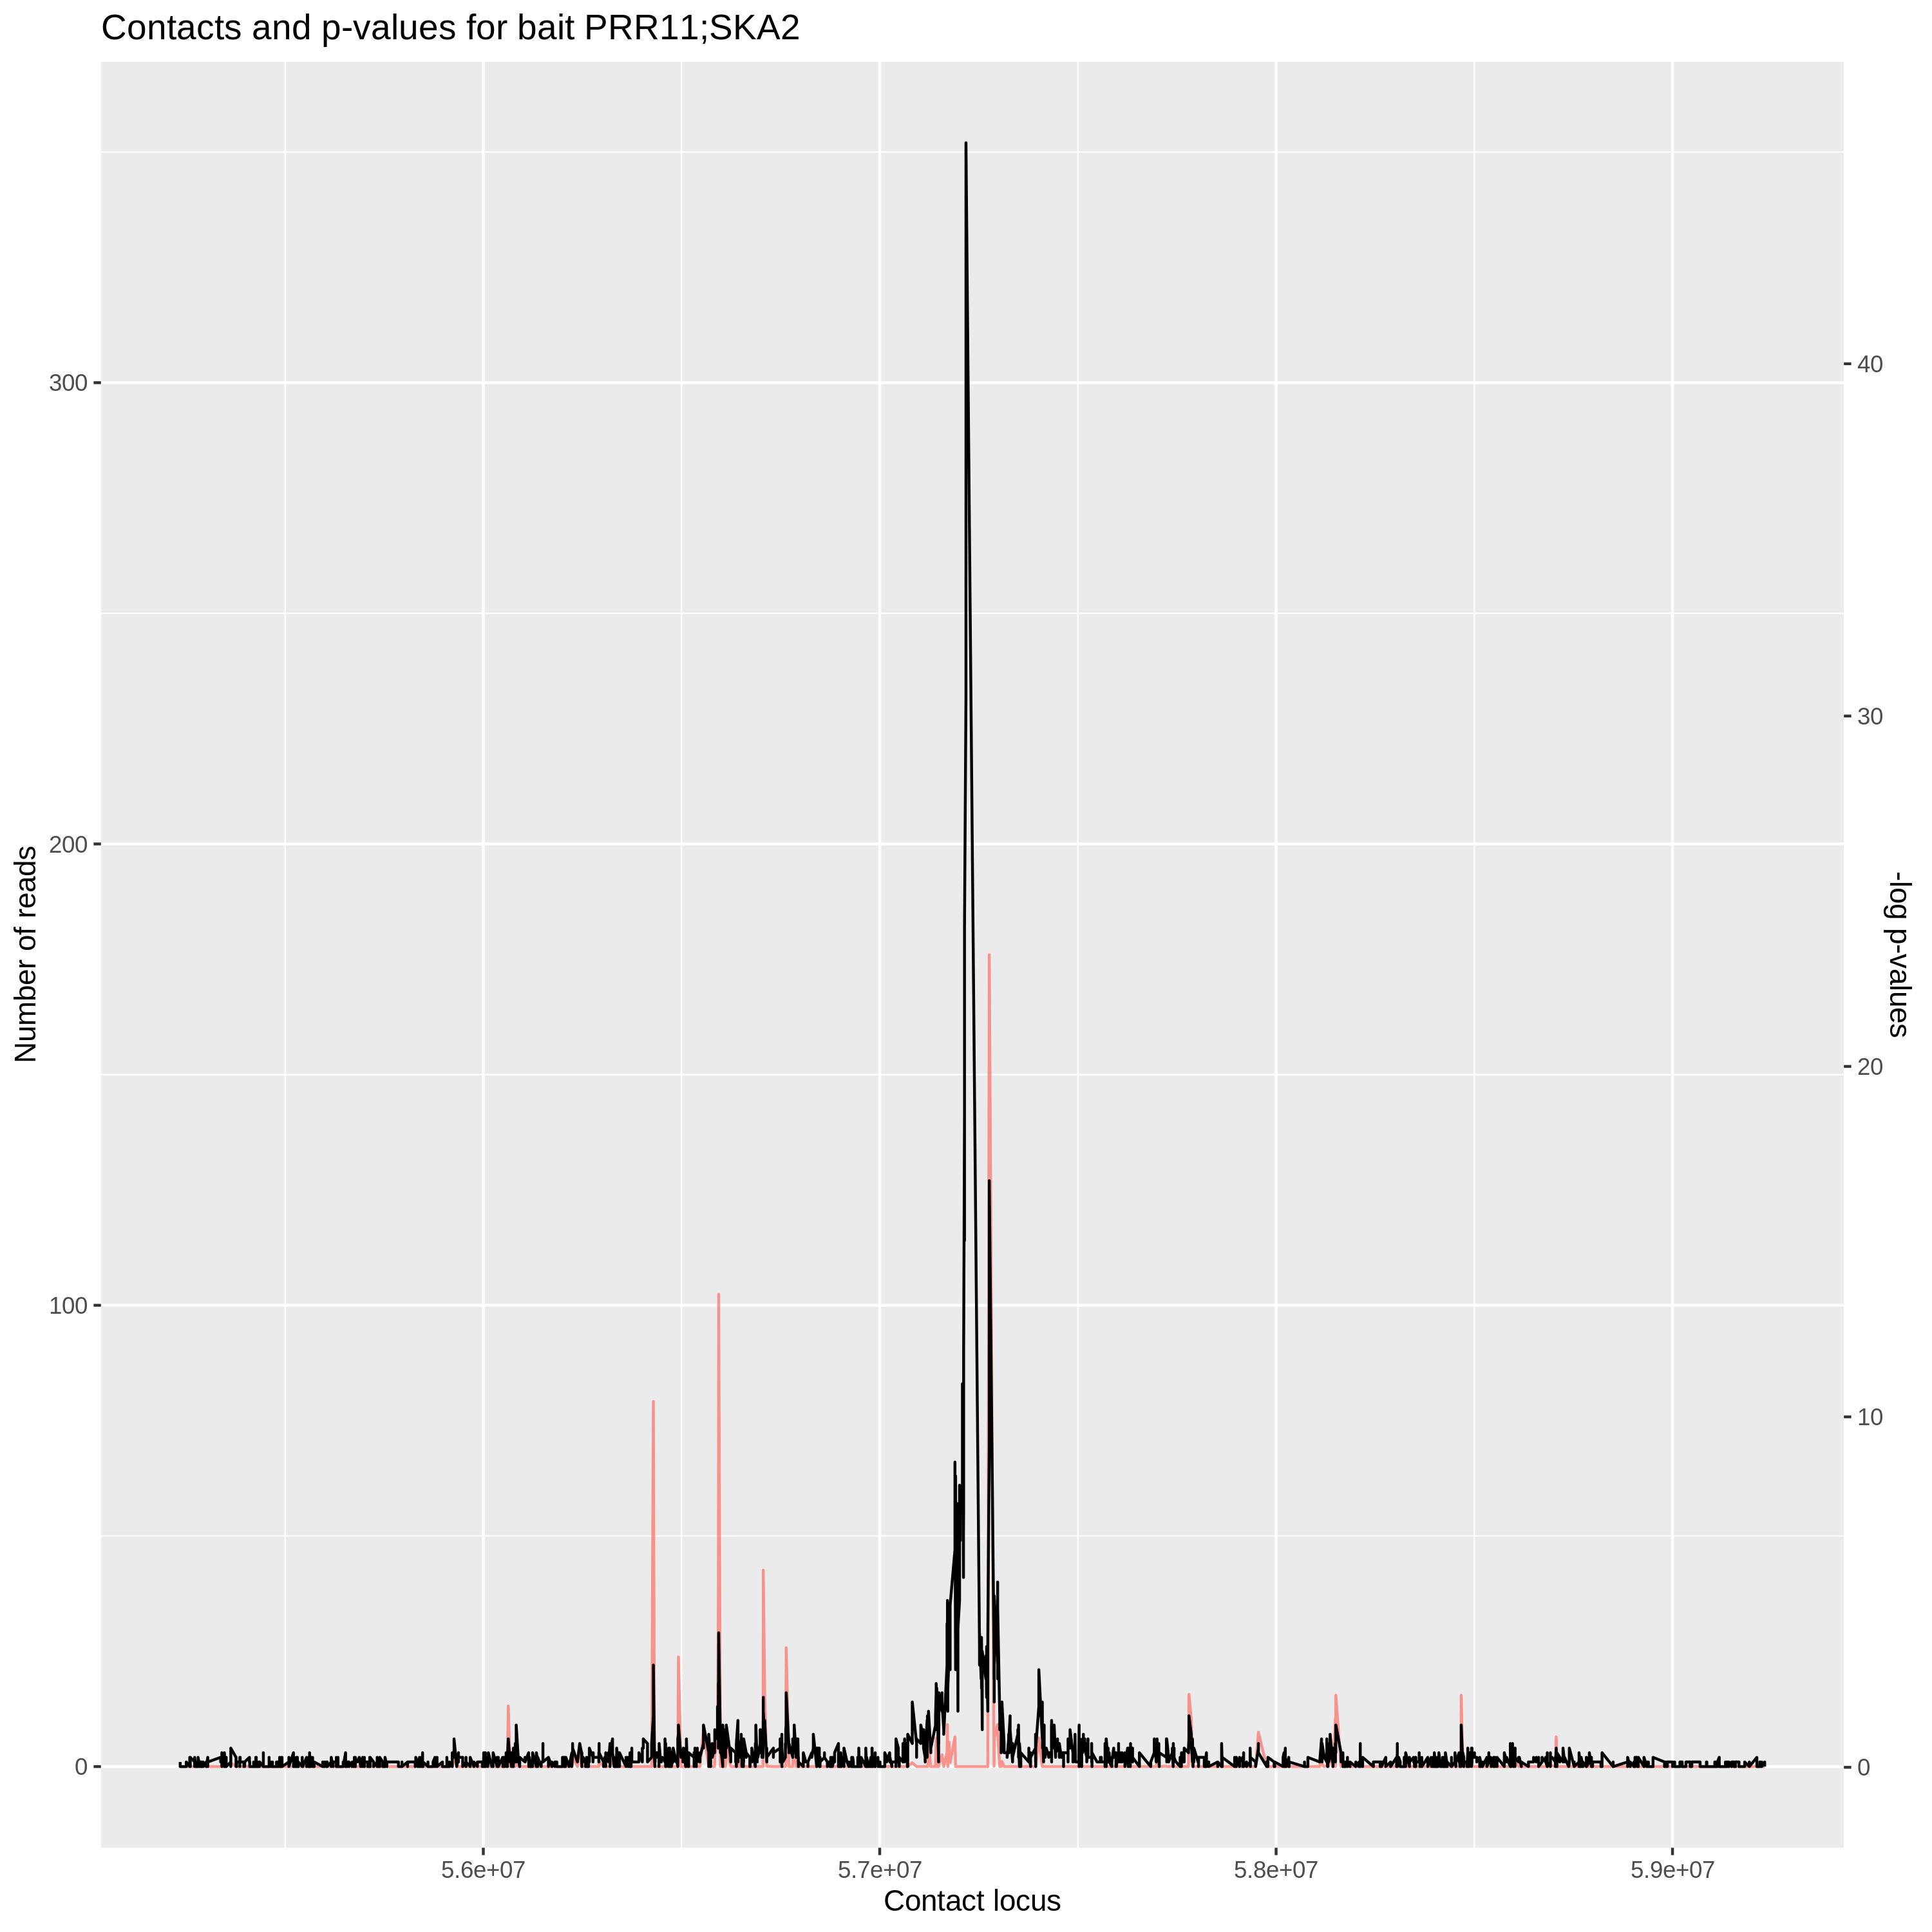 Contacts and p-values for bait PRR11;SKA2
Number of reads
300
200
100
0
40
30
20
10
0
-log p-values
5.6e+07
5.7e+07
5.8e+07
5.9e+07
Contact locus